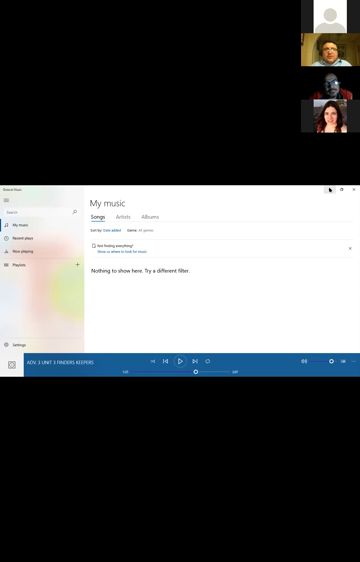 Groove Music
Search
My music
Recent plays
Now playing
Playlists
Settings
My music
Songs Artists Albums
Sort by: Date added Genre: All genres
Not finding everything?
Show us where to look for music
Nothing to show here. Try a different filter.
ADV. 3 UNIT 3 FINDERS KEEPERS